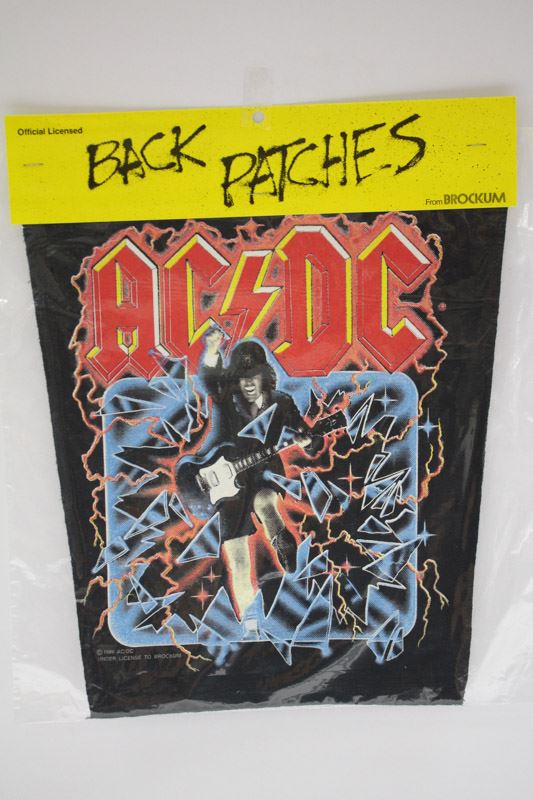 Official Licensed
BACK PATCHES
From BROCKUM
AC⚡DC
®
UNDER LICENSE TO BROCKUM